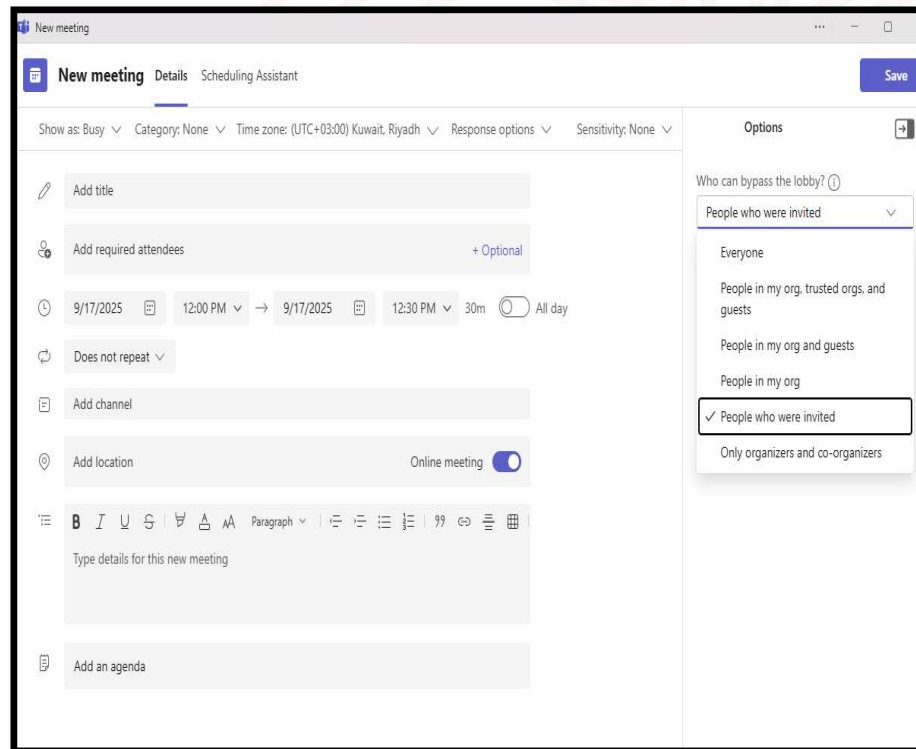 New meeting
New meeting Details Scheduling Assistant Save
Show as: Busy Category: None Time zone: (UTC+03:00) Kuwait, Riyadh Response options Sensitivity: None Options
Add title
Add required attendees + Optional
9/17/2025 12:00 PM → 9/17/2025 12:30 PM 30m All day
Does not repeat
Add channel
Add location Online meeting
B I U S A AA Paragraph 99
Type details for this new meeting
Add an agenda
Who can bypass the lobby?
People who were invited
Everyone
People in my org, trusted orgs, and
guests
People in my org and guests
People in my org
People who were invited
Only organizers and co-organizers